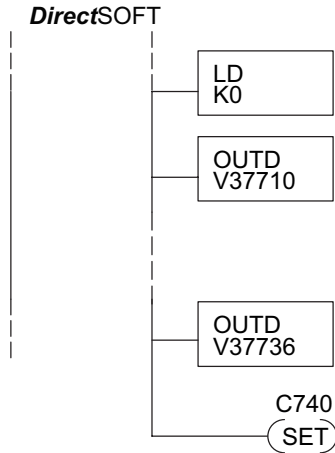 DirectSOFT
LD
K0
OUTD
V37710
OUTD
V37736
C740
SET